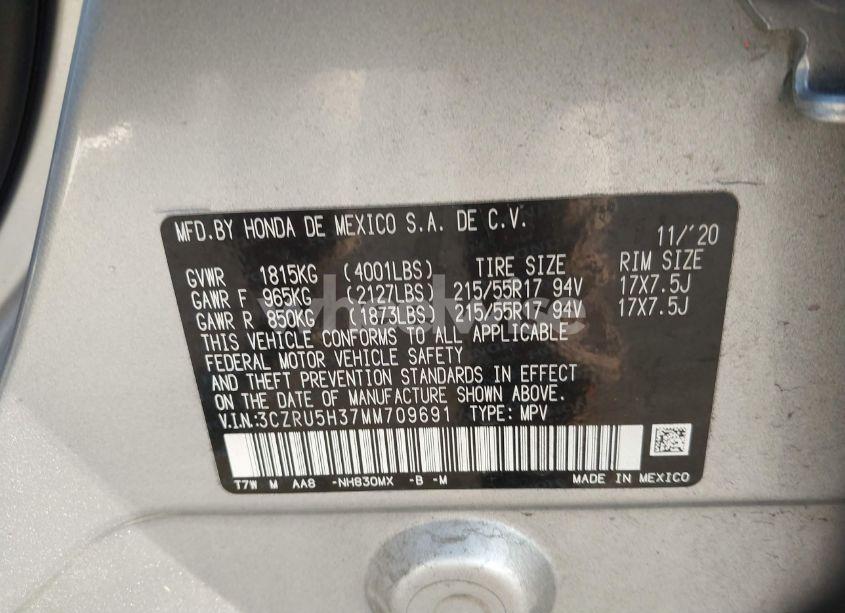 MFD.BY HONDA DE MEXICO S.A. DE C.V.
11/'20
GVWR 1815KG (4001LBS) TIRE SIZE RIM SIZE
GAWR F 965KG (2127LBS) 215/55R17 94V 17X7.5J
GAWR R 850KG (1873LBS) 215/55R17 94V 17X7.5J
THIS VEHICLE CONFORMS TO ALL APPLICABLE
FEDERAL MOTOR VEHICLE SAFETY
AND THEFT PREVENTION STANDARDS IN EFFECT
ON THE DATE OF MANUFACTURE SHOWN ABOVE.
V.I.N:3CZRU5H37MM709691 TYPE: MPV
T7W M AA8 -NH830MX -B -M MADE IN MEXICO